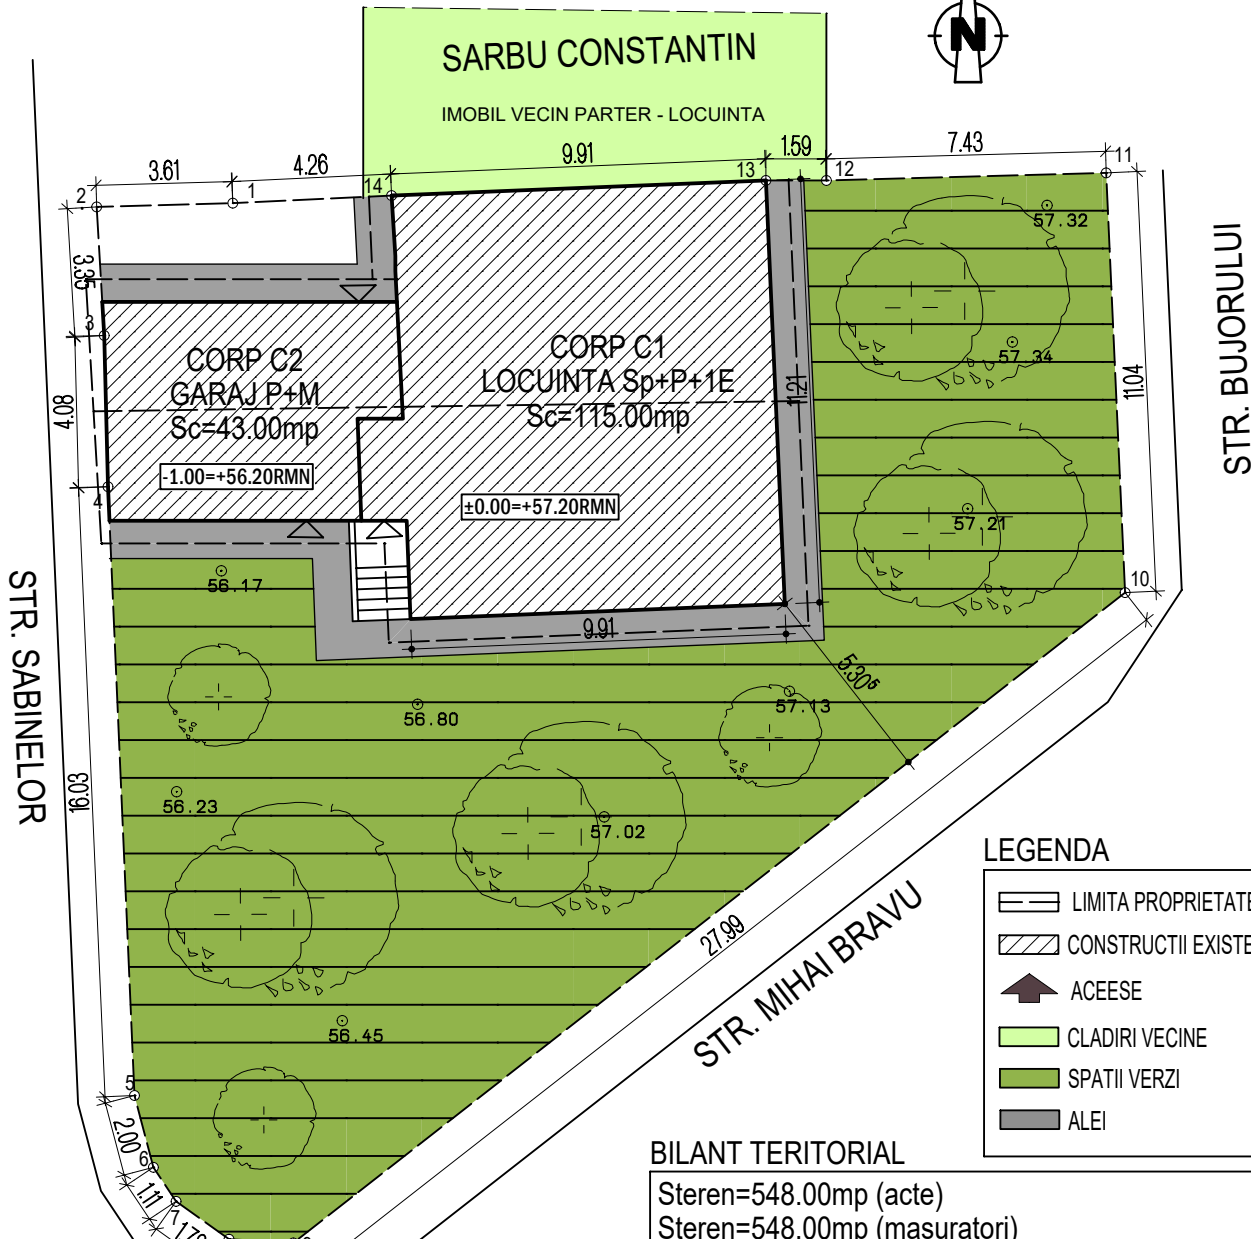 SARBU CONSTANTIN
IMOBIL VECIN PARTER - LOCUINTA
N
3.61
4.26
9.91
1.59
7.43
2
1
14
13
12
11
57.32
3.35
3
STR. BUJORULUI
CORP C2
GARAJ P+M
Sc=43.00mp
CORP C1
LOCUINTA Sp+P+1E
Sc=115.00mp
57.34
11.21
11.04
4.08
-1.00=+56.20RMN
±0.00=+57.20RMN
4
57.21
56.17
10
STR. SABINELOR
9.91
5.30⁵
56.80
57.13
16.03
56.23
57.02
27.99
STR. MIHAI BRAVU
56.45
5
2.00
6
1.11
7
LEGENDA
LIMITA PROPRIETATE
CONSTRUCTII EXISTE
ACEESE
CLADIRI VECINE
SPATII VERZI
ALEI
BILANT TERITORIAL
Steren=548.00mp (acte)
Steren=548.00mp (masuratori)